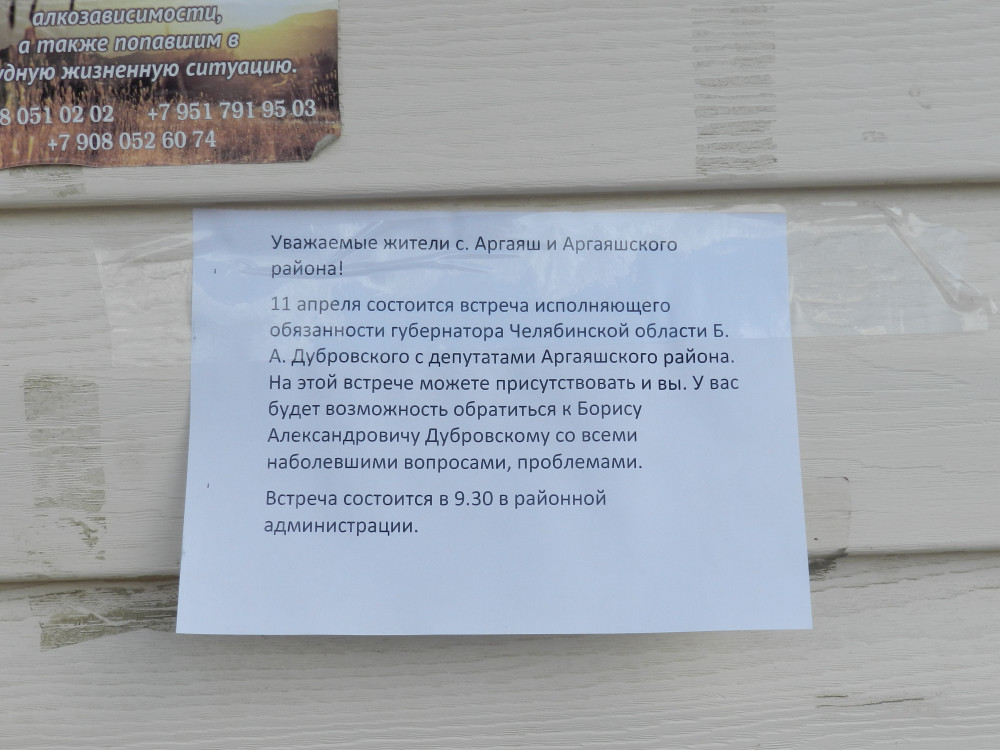 алкозависимости,
а также попавшим в
жизненную ситуацию.
051 02 02 +7 951 791 95 03
+7 908 052 60 74
Уважаемые жители с. Аргаяш и Аргаяшского
района!
11 апреля состоится встреча исполняющего
обязанности губернатора Челябинской области Б.
А. Дубровского с депутатами Аргаяшского района.
На этой встрече можете присутствовать и вы. У вас
будет возможность обратиться к Борису
Александровичу Дубровскому со всеми
наболевшими вопросами, проблемами.
Встреча состоится в 9.30 в районной
администрации.